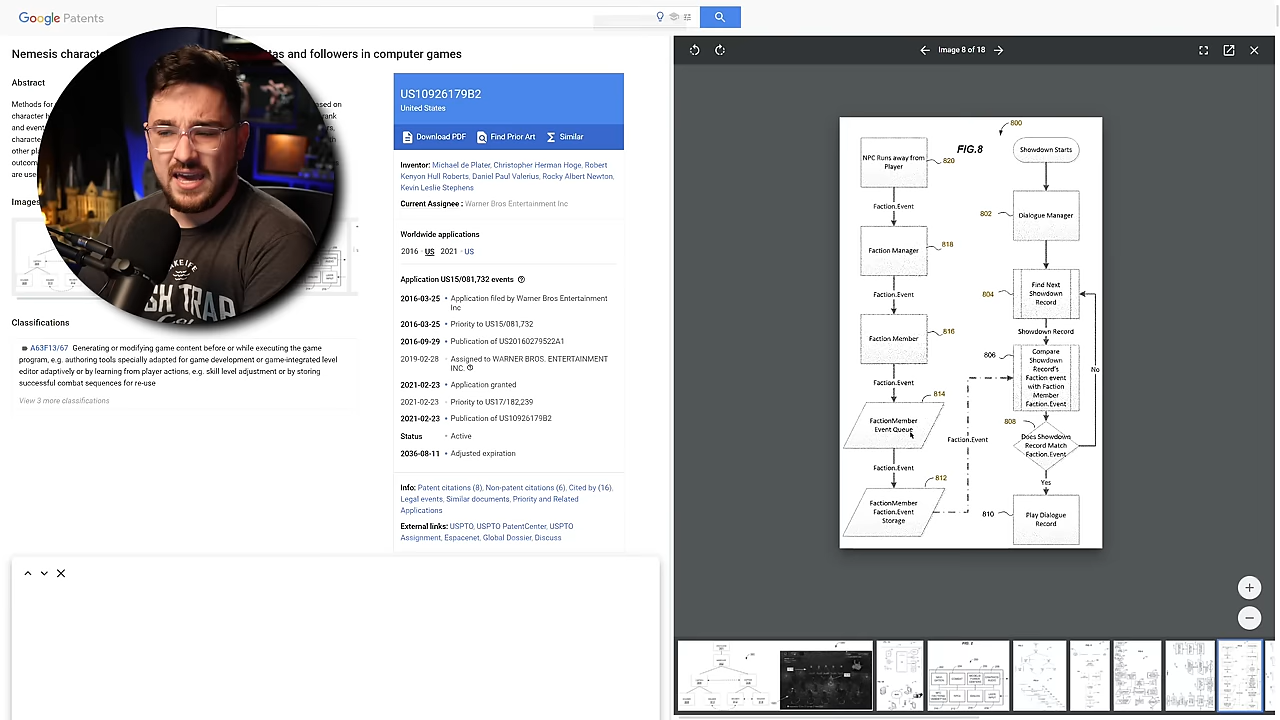 Google Patents
Nemesis charac tas and followers in computer games
Abstract
Methods for ased on
character h rank
and event
characte
other pla
outcom
are use
Images
Classifications
A63F13/67 Generating or modifying game content before or while executing the game
program, e.g. authoring tools specially adapted for game development or game-integrated level
editor adaptively or by learning from player actions, e.g. skill level adjustment or by storing
successful combat sequences for re-use
View 3 more classifications
US10926179B2
United States
Download PDF Find Prior Art Similar
Inventor: Michael de Plater, Christopher Herman Hoge, Robert
Kenyon Hull Roberts, Daniel Paul Valerius, Rocky Albert Newton,
Kevin Leslie Stephens
Current Assignee : Warner Bros Entertainment Inc
Worldwide applications
2016 · US 2021 · US
Application US15/081,732 events
2016-03-25 • Application filed by Warner Bros Entertainment
Inc
2016-03-25 • Priority to US15/081,732
2016-09-29 • Publication of US20160279522A1
2019-02-28 • Assigned to WARNER BROS. ENTERTAINMENT
INC.
2021-02-23 • Application granted
2021-02-23 • Priority to US17/182,239
2021-02-23 • Publication of US10926179B2
Status • Active
2036-08-11 • Adjusted expiration
Info: Patent citations (8), Non-patent citations (6), Cited by (16),
Legal events, Similar documents, Priority and Related
Applications
External links: USPTO, USPTO PatentCenter, USPTO
Assignment, Espacenet, Global Dossier, Discuss
Image 8 of 18
800
FIG.8
NPC Runs away from
Player
820
Faction.Event
Faction Manager
818
Faction.Event
Faction Member
816
Faction.Event
814
FactionMember
Event Queue
Faction.Event
812
FactionMember
Faction.Event
Storage
Faction.Event
Showdown Starts
802
Dialogue Manager
804
Find Next
Showdown
Record
Showdown Record
806
Compare
Showdown
Record's
Faction event
with Faction
Member
Faction.Event
No
808
Does Showdown
Record Match
Faction.Event
Yes
810
Play Dialogue
Record